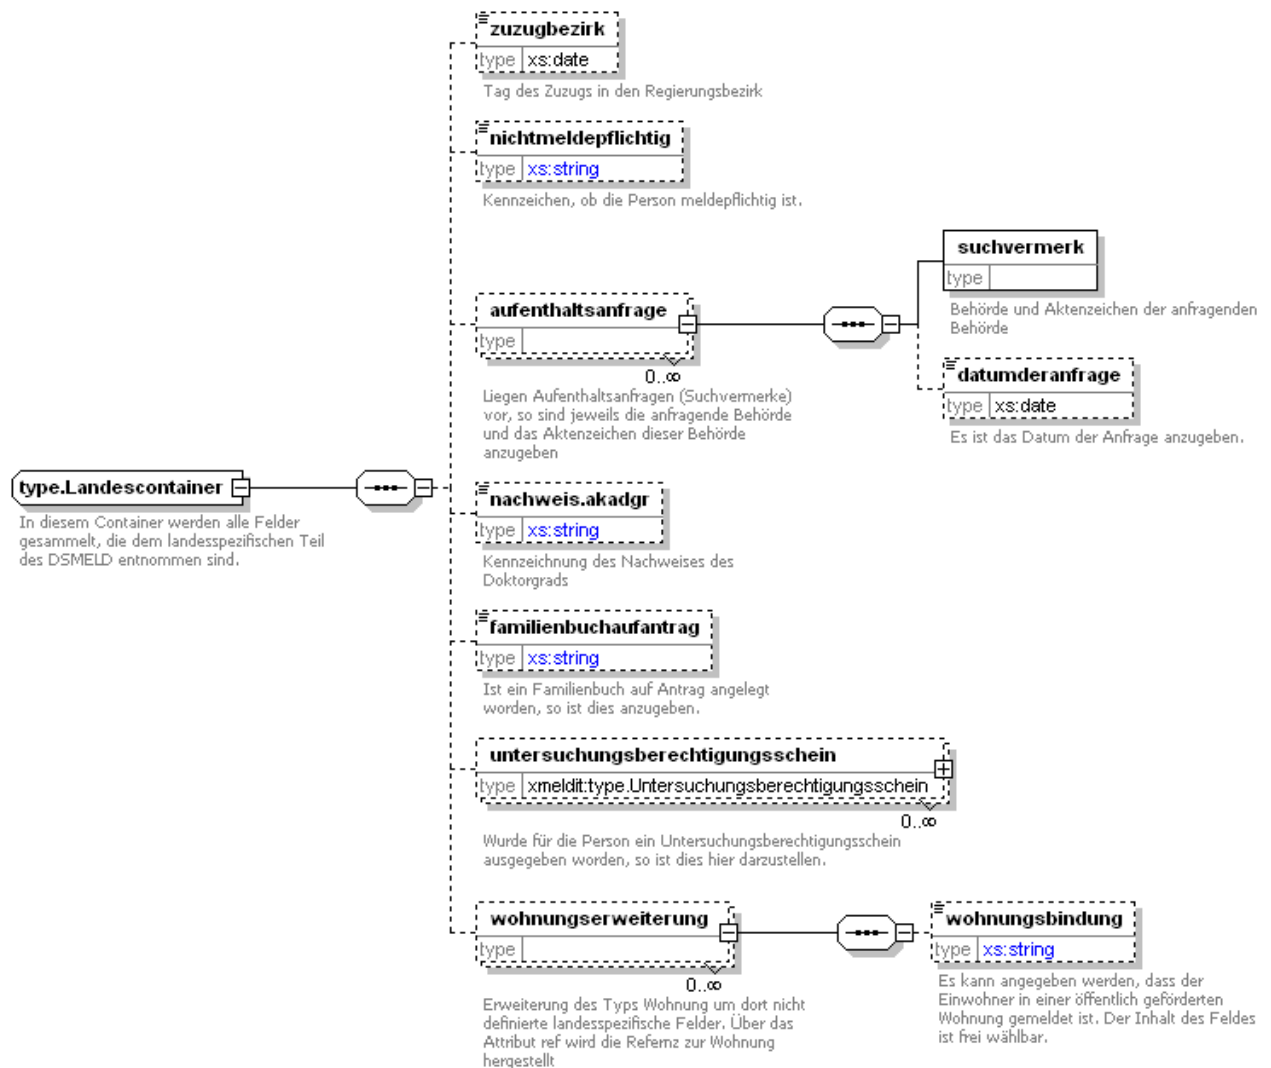 zuzugbezirk
type xs:date
Tag des Zuzugs in den Regierungsbezirk
nichtmeldepflichtig
type xs:string
Kennzeichen, ob die Person meldepflichtig ist.
suchvermerk
type
Behörde und Aktenzeichen der anfragenden
Behörde
aufenthaltsanfrage
type
0..∞
Liegen Aufenthaltsanfragen (Suchvermerke)
vor, so sind jeweils die anfragende Behörde
und das Aktenzeichen dieser Behörde
anzugeben
datumderanfrage
type xs:date
Es ist das Datum der Anfrage anzugeben.
type.Landescontainer
In diesem Container werden alle Felder
gesammelt, die dem landesspezifischen Teil
des DSMELD entnommen sind.
nachweis.akadgr
type xs:string
Kennzeichnung des Nachweises des
Doktorgrads
familienbuchaufantrag
type xs:string
Ist ein Familienbuch auf Antrag angelegt
worden, so ist dies anzugeben.
untersuchungsberechtigungsschein
type xmeldit:type.Untersuchungsberechtigungsschein
0..∞
Wurde für die Person ein Untersuchungsberechtigungsschein
ausgegeben worden, so ist dies hier darzustellen.
wohnungserweiterung
type
0..∞
Erweiterung des Typs Wohnung um dort nicht
definierte landesspezifische Felder. Über das
Attribut ref wird die Refernz zur Wohnung
hergestellt
wohnungsbindung
type xs:string
Es kann angegeben werden, dass der
Einwohner in einer öffentlich geförderten
Wohnung gemeldet ist. Der Inhalt des Feldes
ist frei wählbar.